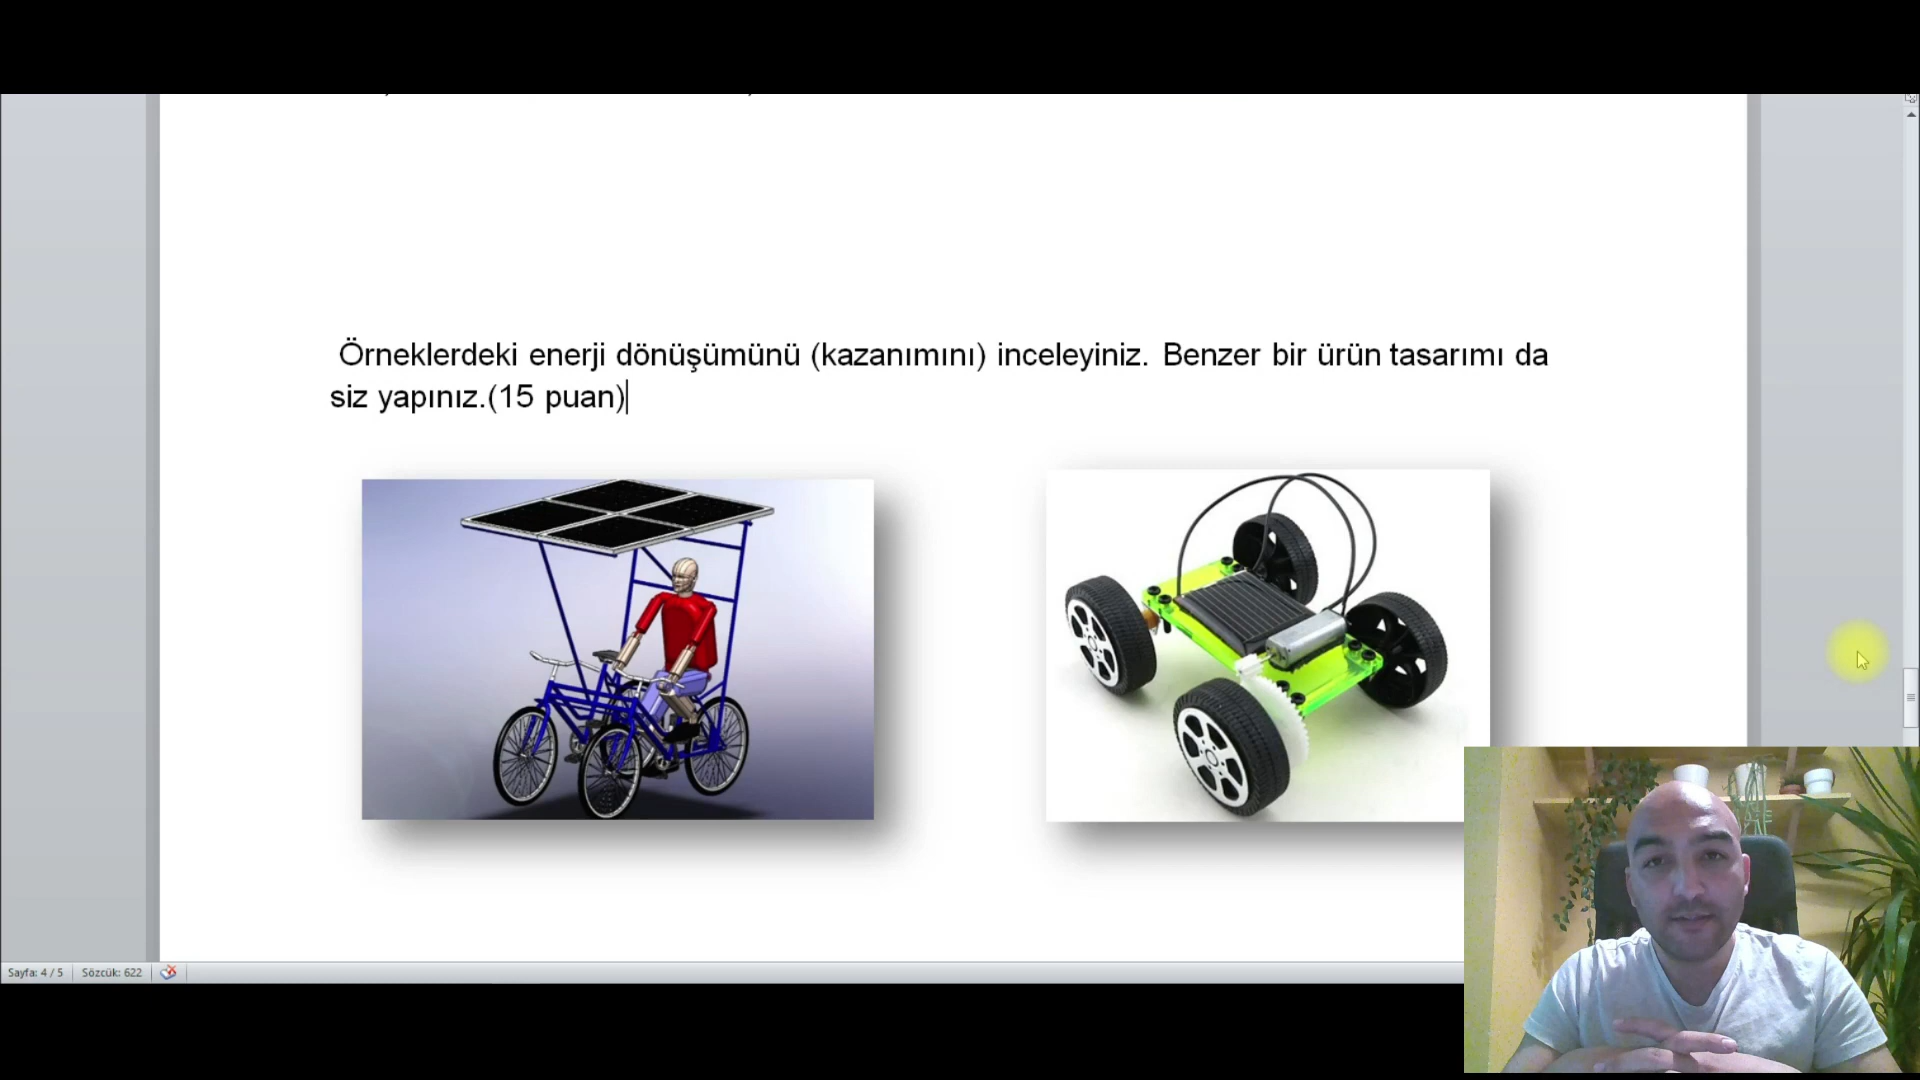 Örneklerdeki enerji dönüşümünü (kazanımını) inceleyiniz. Benzer bir ürün tasarımı da
siz yapınız.(15 puan)
Sayfa: 4 / 5 Sözcük: 622